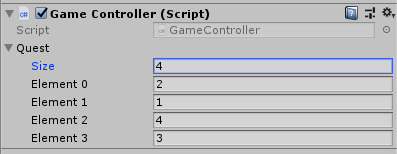 Game Controller (Script)
Script GameController
Quest
Size 4
Element 0 2
Element 1 1
Element 2 4
Element 3 3